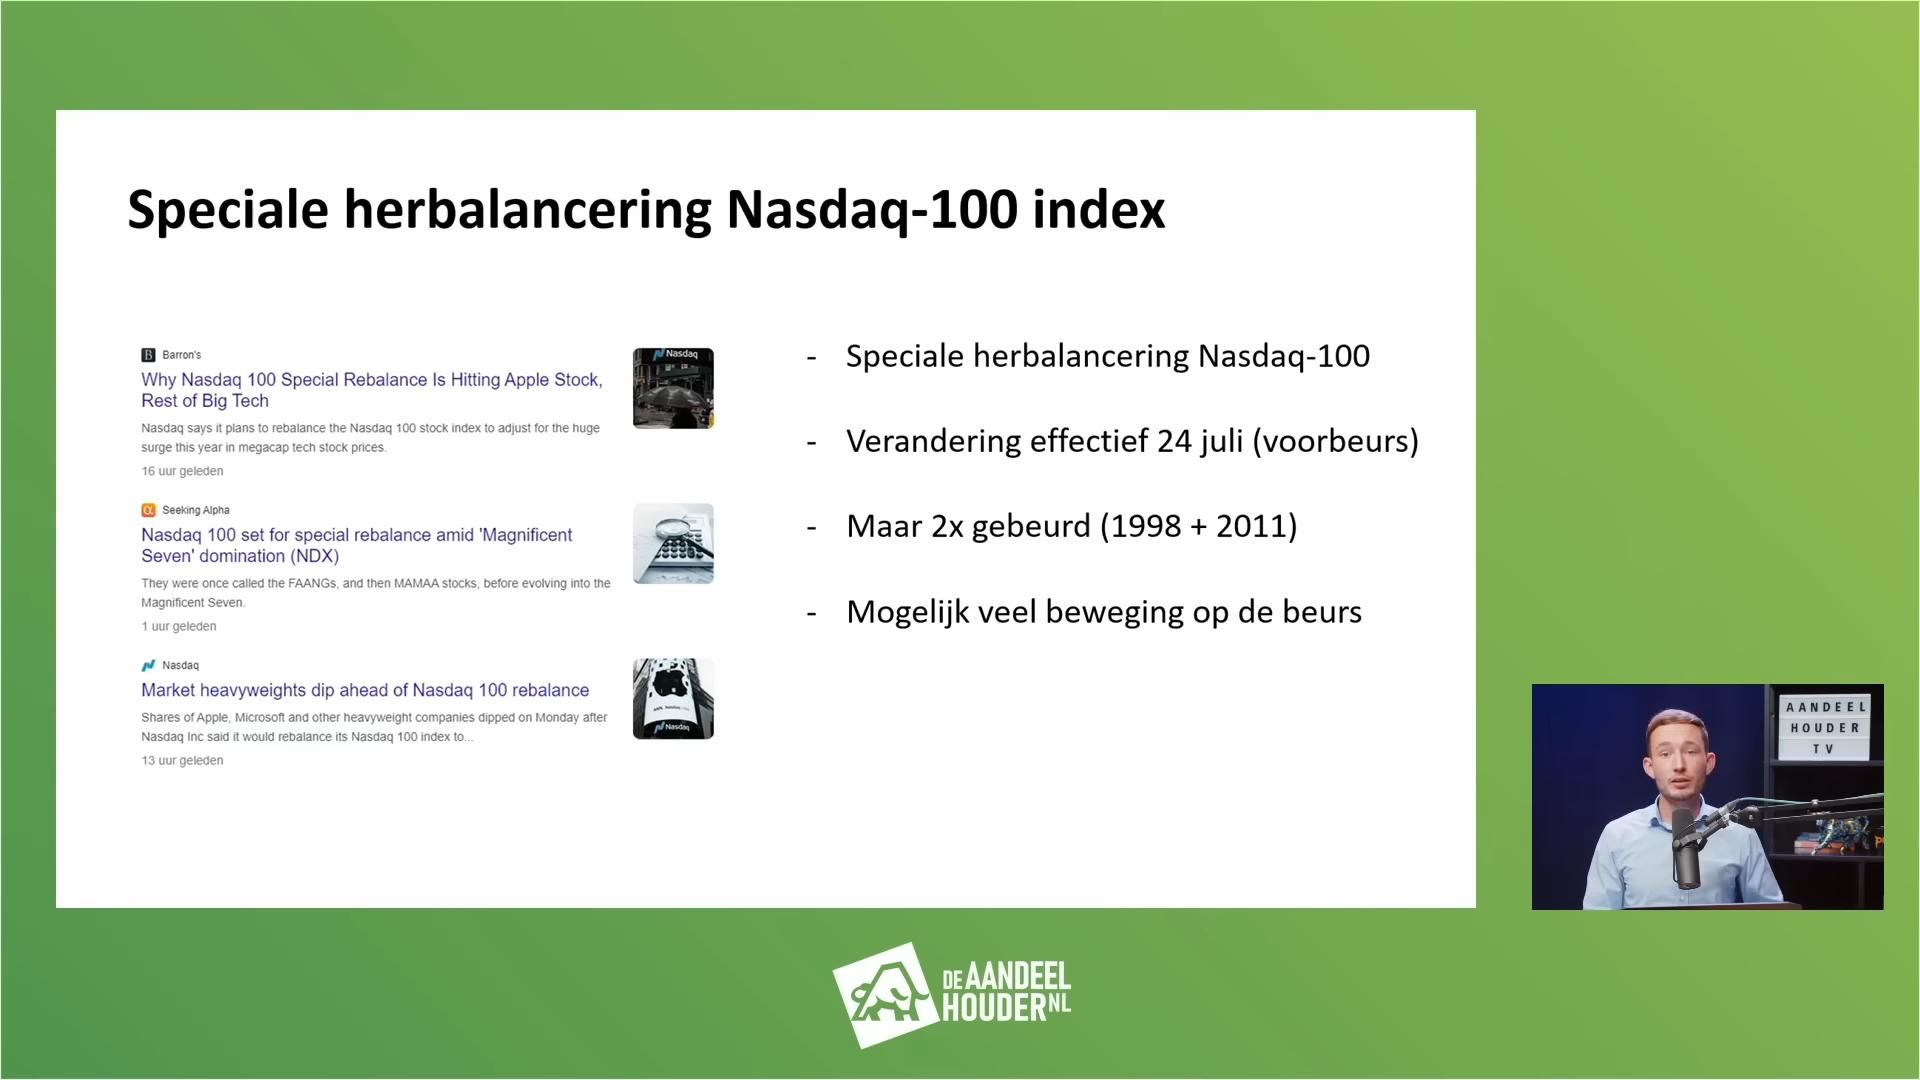 Speciale herbalancering Nasdaq-100 index
Barron's
Why Nasdaq 100 Special Rebalance Is Hitting Apple Stock,
Rest of Big Tech
Nasdaq says it plans to rebalance the Nasdaq 100 stock index to adjust for the huge
surge this year in megacap tech stock prices.
16 uur geleden
Nasdaq
Seeking Alpha
Nasdaq 100 set for special rebalance amid 'Magnificent
Seven' domination (NDX)
They were once called the FAANGs, and then MAMAA stocks, before evolving into the
Magnificent Seven.
1 uur geleden
Nasdaq
Market heavyweights dip ahead of Nasdaq 100 rebalance
Shares of Apple, Microsoft and other heavyweight companies dipped on Monday after
Nasdaq Inc said it would rebalance its Nasdaq 100 index to...
13 uur geleden
Nasdaq
- Speciale herbalancering Nasdaq-100
- Verandering effectief 24 juli (voorbeurs)
- Maar 2x gebeurd (1998 + 2011)
- Mogelijk veel beweging op de beurs
AANDEEL
HOUDER
TV
DE AANDEEL
HOUDER NL